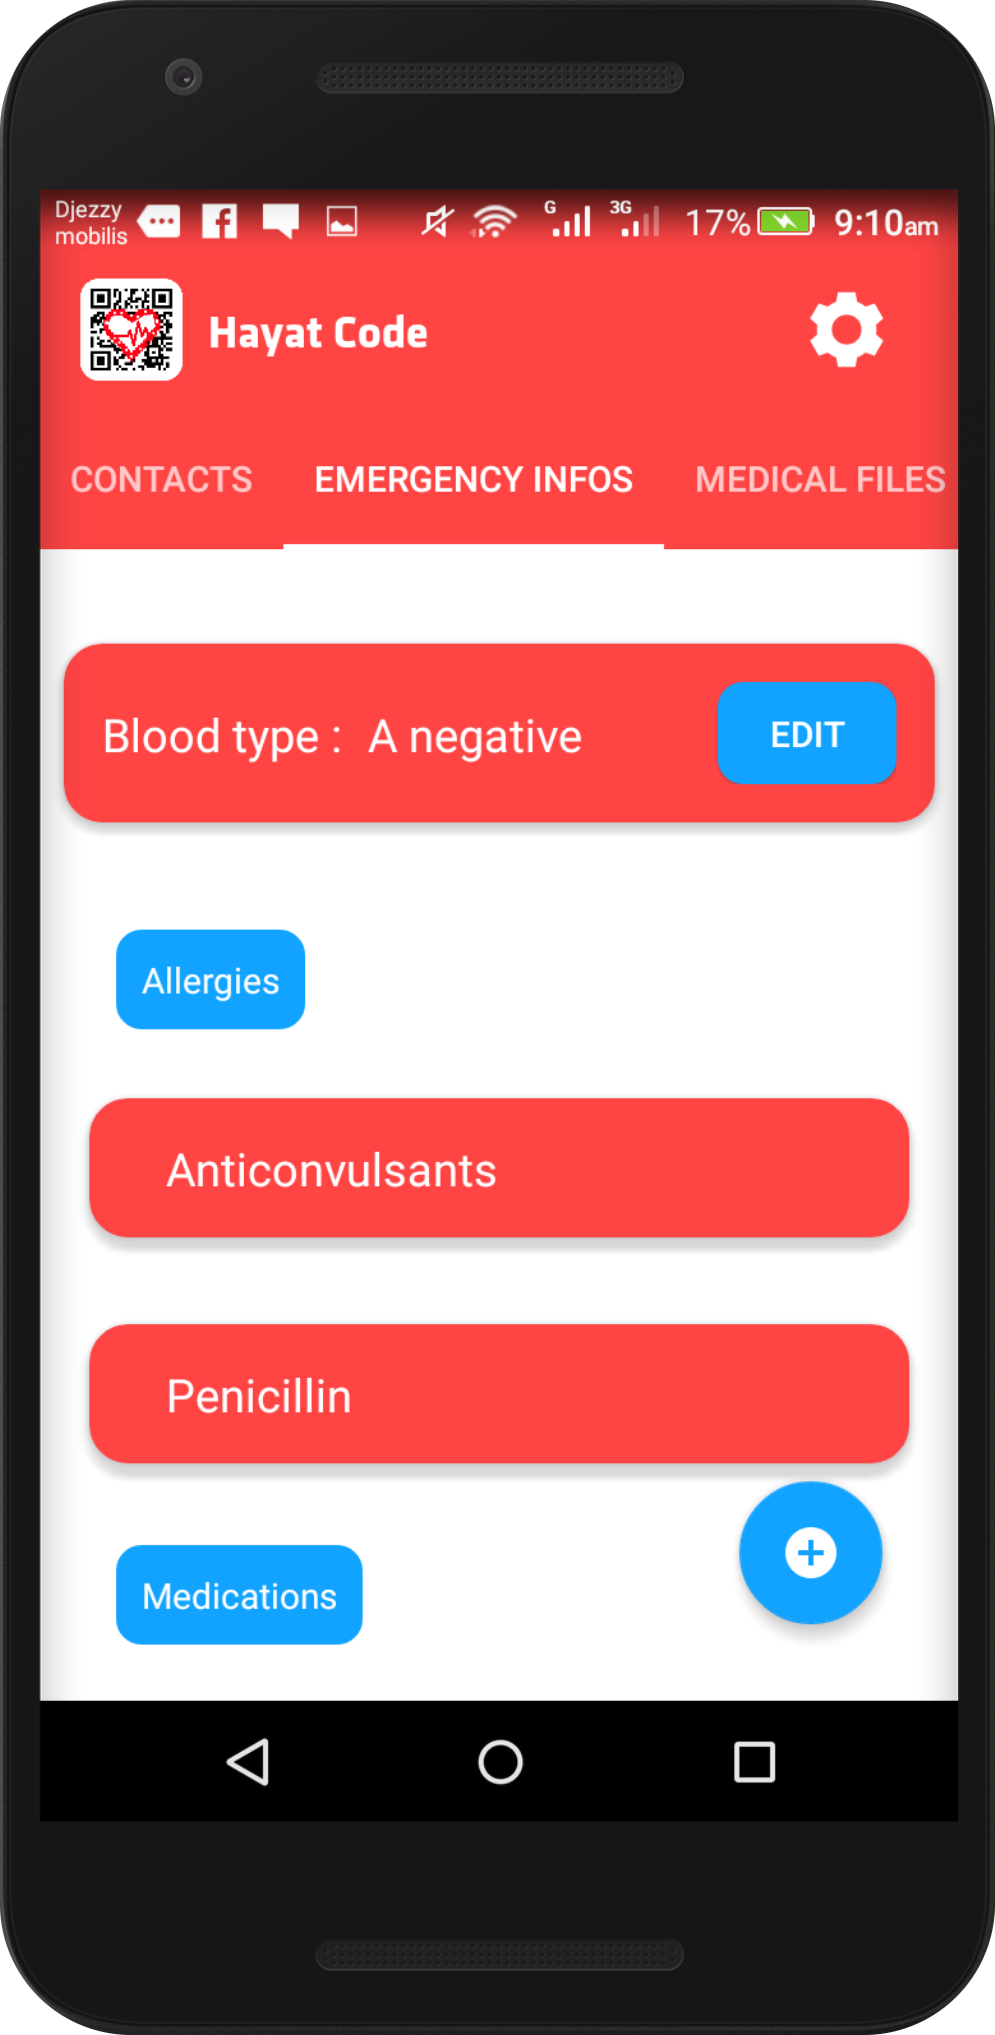 Djezzy
mobilis
G
3G
17%
9:10am
Hayat Code
CONTACTS
EMERGENCY INFOS
MEDICAL FILES
Blood type :  A negative
EDIT
Allergies
Anticonvulsants
Penicillin
Medications